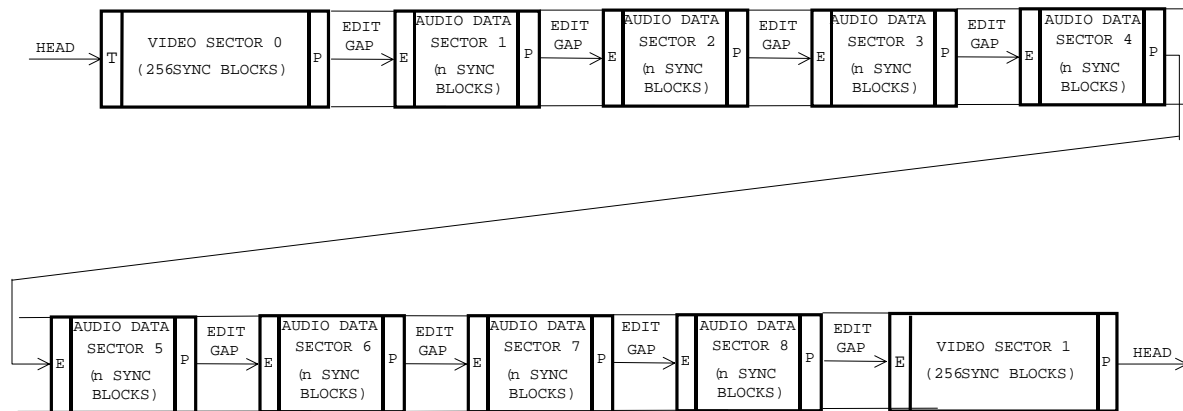 HEAD
T
VIDEO SECTOR 0
(256SYNC BLOCKS)
P
EDIT
GAP
E
AUDIO DATA
SECTOR 1
(n SYNC
BLOCKS)
P
EDIT
GAP
E
AUDIO DATA
SECTOR 2
(n SYNC
BLOCKS)
P
EDIT
GAP
E
AUDIO DATA
SECTOR 3
(n SYNC
BLOCKS)
P
EDIT
GAP
E
AUDIO DATA
SECTOR 4
(n SYNC
BLOCKS)
P
E
AUDIO DATA
SECTOR 5
(n SYNC
BLOCKS)
P
EDIT
GAP
E
AUDIO DATA
SECTOR 6
(n SYNC
BLOCKS)
P
EDIT
GAP
E
AUDIO DATA
SECTOR 7
(n SYNC
BLOCKS)
P
EDIT
GAP
E
AUDIO DATA
SECTOR 8
(n SYNC
BLOCKS)
P
EDIT
GAP
E
VIDEO SECTOR 1
(256SYNC BLOCKS)
P
HEAD